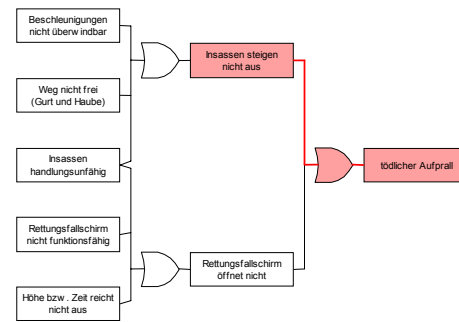 Beschleunigungen
nicht überw indbar
Insassen steigen
nicht aus
Weg nicht frei
(Gurt und Haube)
Insassen
handlungsunfähig
tödlicher Aufprall
Rettungsfallschirm
nicht funktionsfähig
Rettungsfallschirm
öffnet nicht
Höhe bzw . Zeit reicht
nicht aus